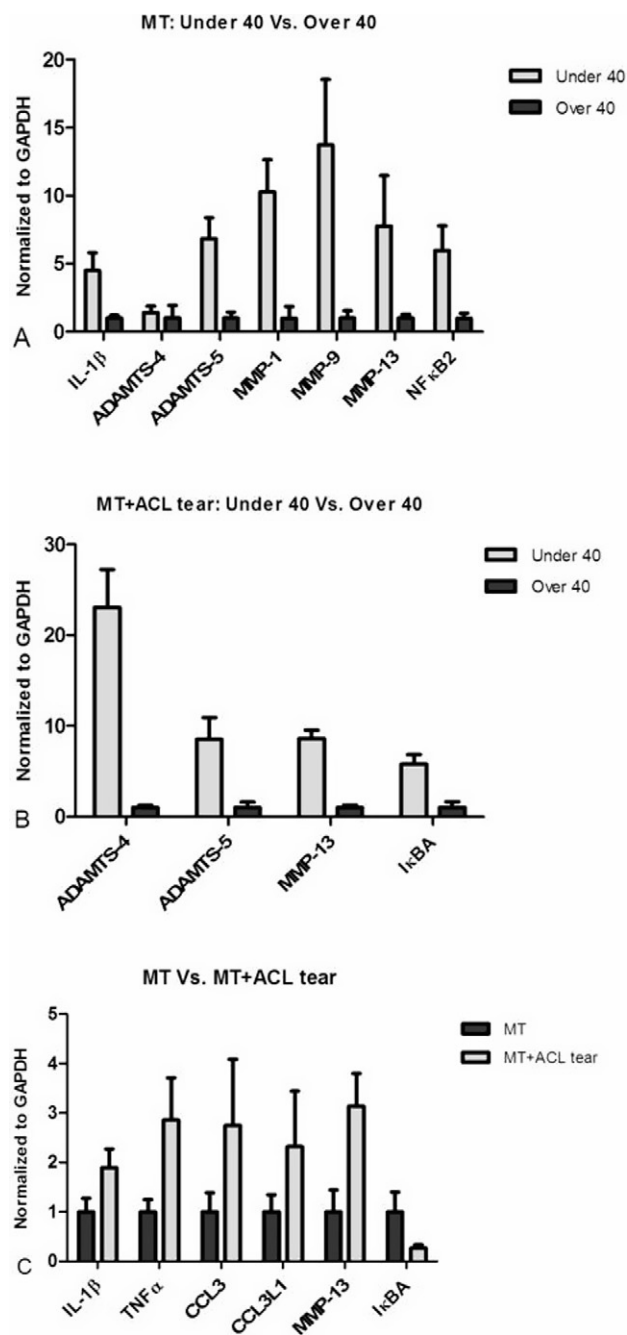 MT: Under 40 Vs. Over 40
Normalized to GAPDH
20
15
10
5
0
Under 40
Over 40
A
IL-1β
ADAMTS-4
ADAMTS-5
MMP-1
MMP-9
MMP-13
NFκB2
MT+ACL tear: Under 40 Vs. Over 40
Normalized to GAPDH
30
20
10
0
Under 40
Over 40
B
ADAMTS-4
ADAMTS-5
MMP-13
IκBA
MT Vs. MT+ACL tear
Normalized to GAPDH
5
4
3
2
1
0
MT
MT+ACL tear
C
IL-1β
TNFα
CCL3
CCL3L1
MMP-13
IκBA